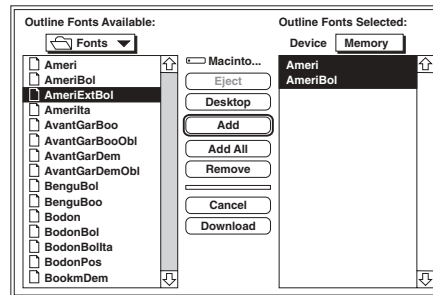 Outline Fonts Available:
Fonts
Ameri
AmeriBol
AmeriExtBol
AmeriIta
AvantGarBoo
AvantGarBooObl
AvantGarDem
AvantGarDemObl
BenguBol
BenguBoo
Bodon
BodonBol
BodonBolIta
BodonPos
BookmDem
Macinto...
Eject
Desktop
Add
Add All
Remove
Cancel
Download
Outline Fonts Selected:
Device Memory
Ameri
AmeriBol